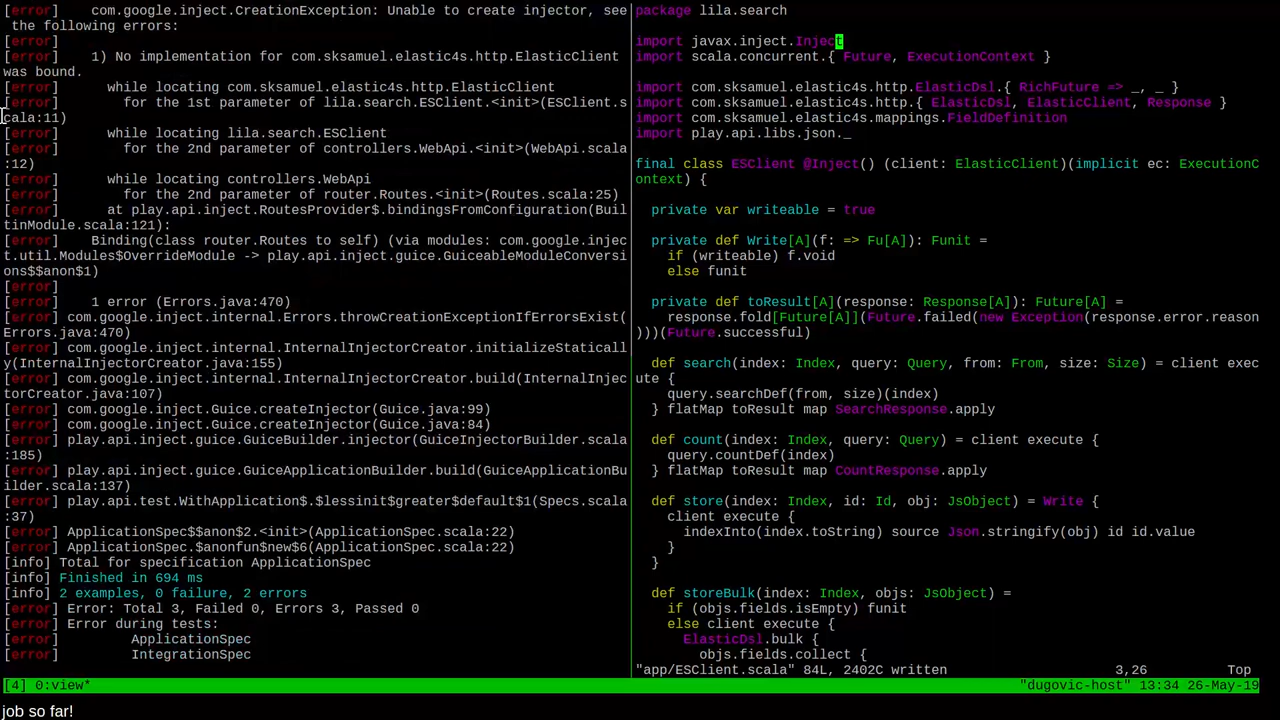 [error]     com.google.inject.CreationException: Unable to create injector, see
 the following errors:
[error]
[error]     1) No implementation for com.sksamuel.elastic4s.http.ElasticClient
was bound.
[error]       while locating com.sksamuel.elastic4s.http.ElasticClient
[error]         for the 1st parameter of lila.search.ESClient.<init>(ESClient.s
cala:11)
[error]       while locating lila.search.ESClient
[error]         for the 2nd parameter of controllers.WebApi.<init>(WebApi.scala
:12)
[error]       while locating controllers.WebApi
[error]         for the 2nd parameter of router.Routes.<init>(Routes.scala:25)
[error]       at play.api.inject.RoutesProvider$.bindingsFromConfiguration(Buil
tinModule.scala:121):
[error]     Binding(class router.Routes to self) (via modules: com.google.injec
t.util.Modules$OverrideModule -> play.api.inject.guice.GuiceableModuleConversi
ons$$anon$1)
[error]
[error]     1 error (Errors.java:470)
[error]  com.google.inject.internal.Errors.throwCreationExceptionIfErrorsExist(
Errors.java:470)
[error]  com.google.inject.internal.InternalInjectorCreator.initializeStaticall
y(InternalInjectorCreator.java:155)
[error]  com.google.inject.internal.InternalInjectorCreator.build(InternalInjec
torCreator.java:107)
[error]  com.google.inject.Guice.createInjector(Guice.java:99)
[error]  com.google.inject.Guice.createInjector(Guice.java:84)
[error]  play.api.inject.guice.GuiceBuilder.injector(GuiceInjectorBuilder.scala
:185)
[error]  play.api.inject.guice.GuiceApplicationBuilder.build(GuiceApplicationBu
ilder.scala:137)
[error]  play.api.test.WithApplication$.$lessinit$greater$default$1(Specs.scala
:37)
[error]  ApplicationSpec$$anon$2.<init>(ApplicationSpec.scala:22)
[error]  ApplicationSpec.$anonfun$new$6(ApplicationSpec.scala:22)
[info] Total for specification ApplicationSpec
[info] Finished in 694 ms
[info] 2 examples, 0 failure, 2 errors
[error] Error: Total 3, Failed 0, Errors 3, Passed 0
[error] Error during tests:
[error]         ApplicationSpec
[error]         IntegrationSpec
package lila.search
import javax.inject.Inject
import scala.concurrent.{ Future, ExecutionContext }
import com.sksamuel.elastic4s.http.ElasticDsl.{ RichFuture => _, _ }
import com.sksamuel.elastic4s.http.{ ElasticDsl, ElasticClient, Response }
import com.sksamuel.elastic4s.mappings.FieldDefinition
import play.api.libs.json._
final class ESClient @Inject() (client: ElasticClient)(implicit ec: ExecutionC
ontext) {
  private var writeable = true
  private def Write[A](f: => Fu[A]): Funit =
    if (writeable) f.void
    else funit
  private def toResult[A](response: Response[A]): Future[A] =
    response.fold[Future[A]](Future.failed(new Exception(response.error.reason
)))(Future.successful)
  def search(index: Index, query: Query, from: From, size: Size) = client exec
ute {
    query.searchDef(from, size)(index)
  } flatMap toResult map SearchResponse.apply
  def count(index: Index, query: Query) = client execute {
    query.countDef(index)
  } flatMap toResult map CountResponse.apply
  def store(index: Index, id: Id, obj: JsObject) = Write {
    client execute {
      indexInto(index.toString) source Json.stringify(obj) id id.value
    }
  }
  def storeBulk(index: Index, objs: JsObject) =
    if (objs.fields.isEmpty) funit
    else client execute {
      ElasticDsl.bulk {
        objs.fields.collect {
"app/ESClient.scala" 84L, 2402C written 3,26 Top
[4] 0:view* "dugovic-host" 13:34 26-May-19
job so far!